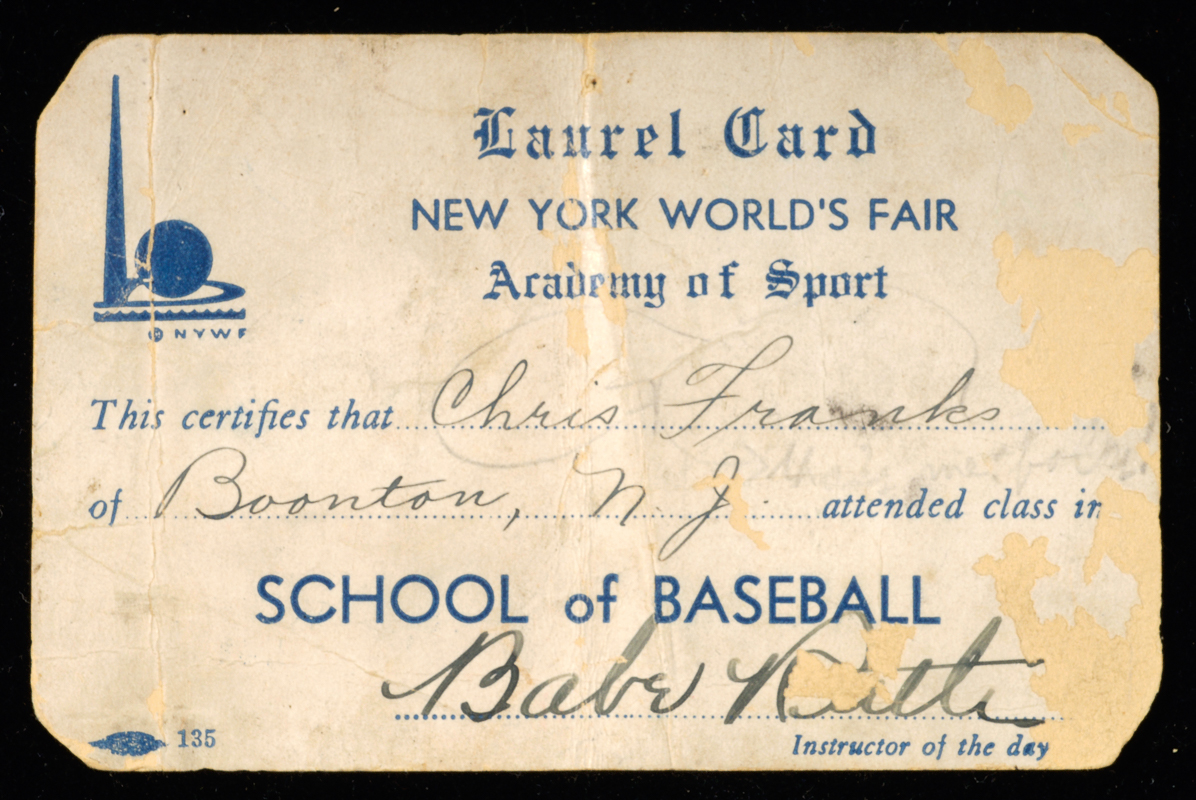 Laurel Card
NEW YORK WORLD'S FAIR
Academy of Sport
© NYWF
This certifies that Chris Franks
of Boonton, N. J. attended class in
SCHOOL of BASEBALL
Babe Ruth
135
Instructor of the day